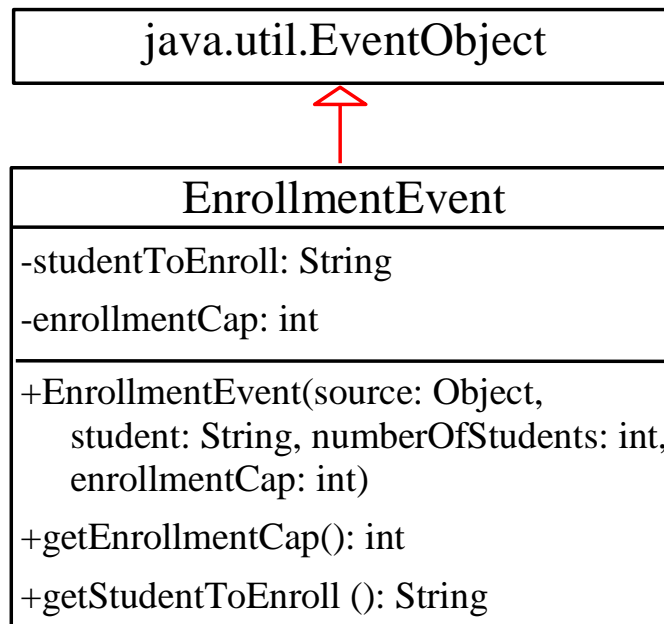 java.util.EventObject
EnrollmentEvent
-studentToEnroll: String
-enrollmentCap: int
+EnrollmentEvent(source: Object,
student: String, numberOfStudents: int,
enrollmentCap: int)
+getEnrollmentCap(): int
+getStudentToEnroll (): String